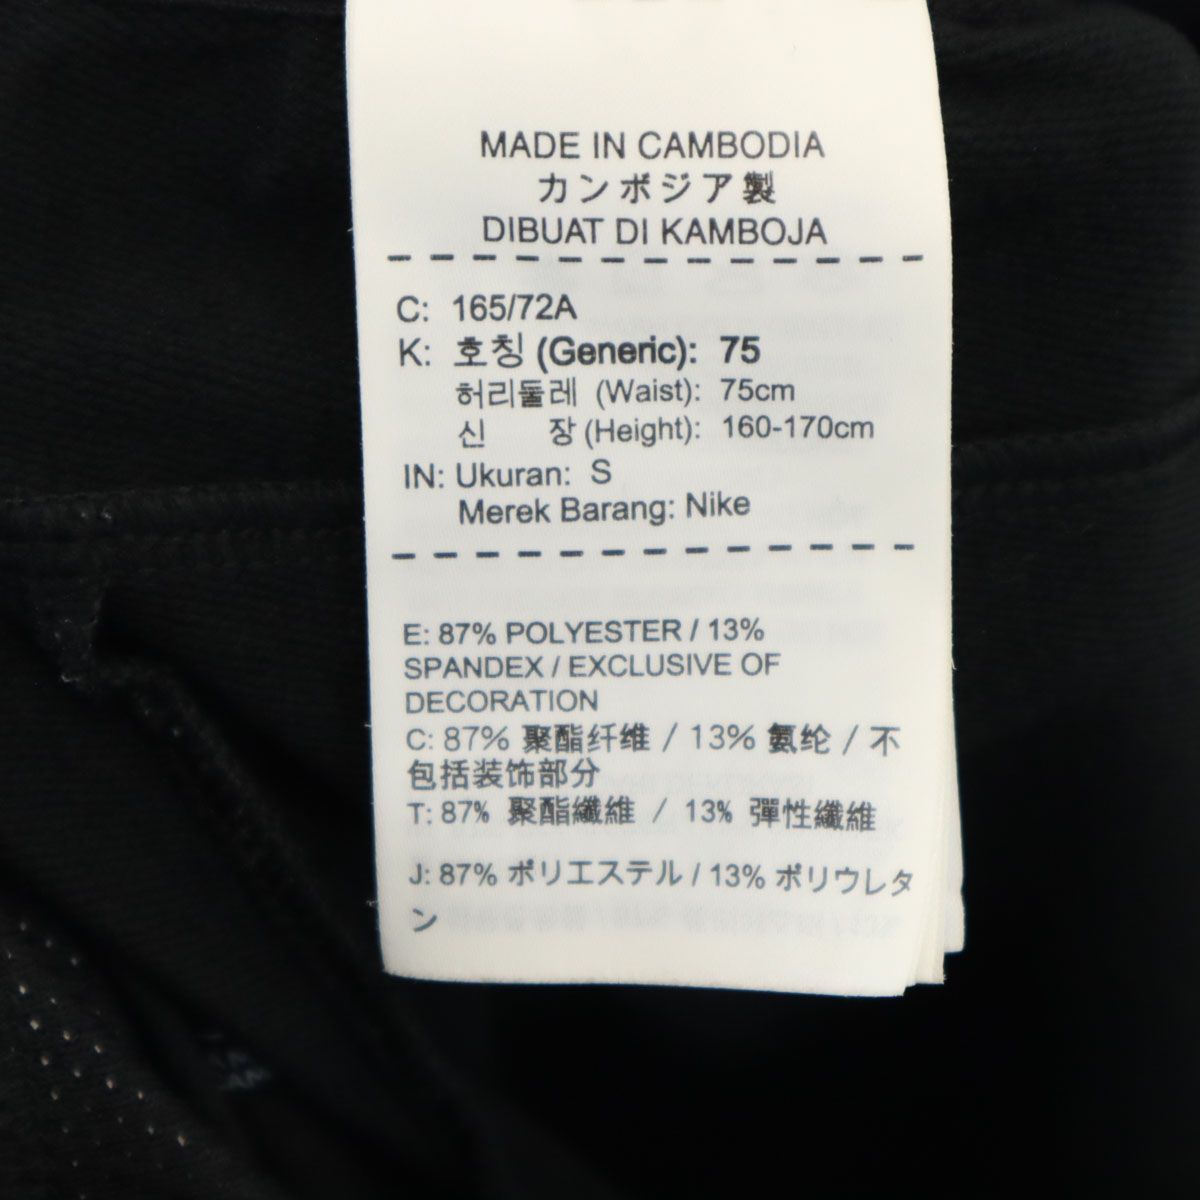 MADE IN CAMBODIA
カンボジア製
DIBUAT DI KAMBOJA
C: 165/72A
K: 호칭 (Generic): 75
허리둘레 (Waist): 75cm
신 장 (Height): 160-170cm
IN: Ukuran: S
Merek Barang: Nike
E: 87% POLYESTER / 13%
SPANDEX / EXCLUSIVE OF
DECORATION
C: 87% 聚酯纤维 / 13% 氨纶 / 不
包括装饰部分
T: 87% 聚酯纖維 / 13% 彈性纖維
J: 87% ポリエステル / 13% ポリウレタ
ン